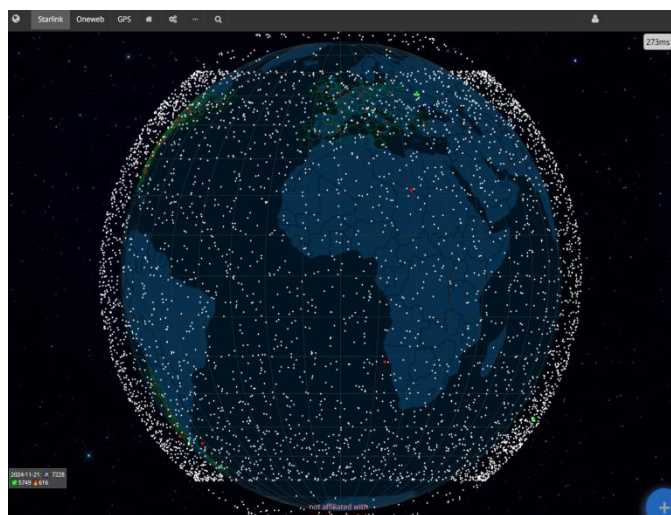 Starlink Oneweb GPS
273ms
2024-11-21: 7228
5749 616
not affiliated with